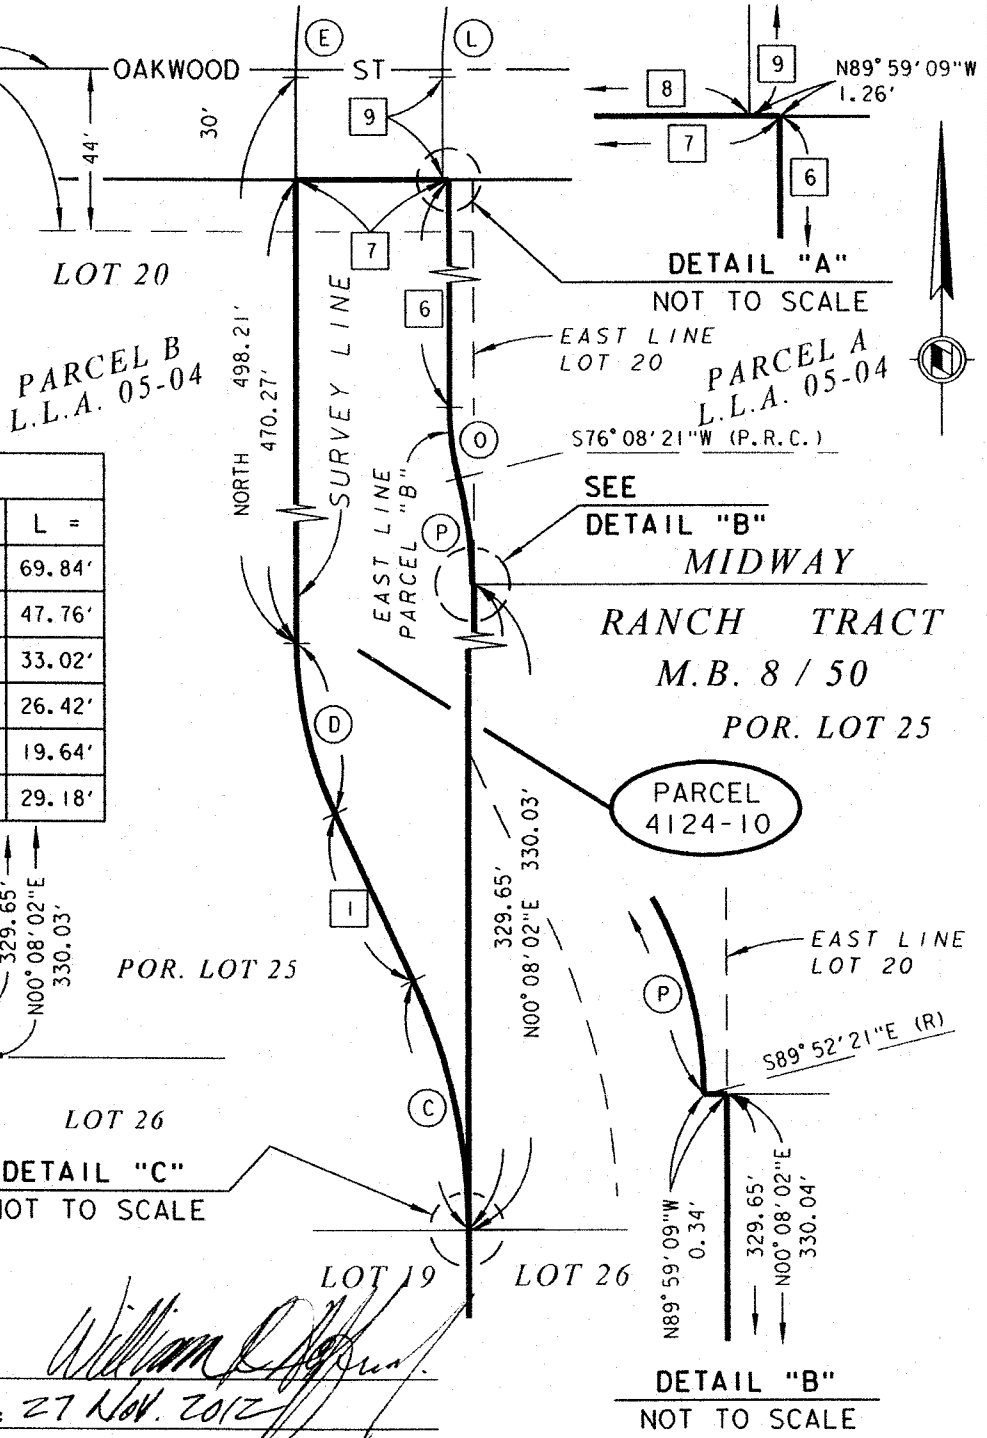 E
L
OAKWOOD ST
44'
30'
9
7
LOT 20
PARCEL B
L.L.A. 05-04
NORTH 498.21'
470.27'
SURVEY LINE
6
EAST LINE
LOT 20
PARCEL A
L.L.A. 05-04
O
S76°08'21"W (P.R.C.)
EAST LINE
PARCEL "B"
P
SEE
DETAIL "B"
8
9
N89°59'09"W
1.26'
7
6
DETAIL "A"
NOT TO SCALE
L =
69.84'
47.76'
33.02'
26.42'
19.64'
29.18'
MIDWAY
RANCH TRACT
M.B. 8 / 50
POR. LOT 25
D
1
C
PARCEL
4124-10
329.65'
N00°08'02"E 330.03'
329.65'
N00°08'02"E
330.03'
POR. LOT 25
LOT 26
DETAIL "C"
NOT TO SCALE
LOT 19
LOT 26
P
EAST LINE
LOT 20
S89°52'21"E (R)
N89°59'09"W
0.34'
329.65'
N00°08'02"E
330.04'
DETAIL "B"
NOT TO SCALE
William
27 Nov. 2012